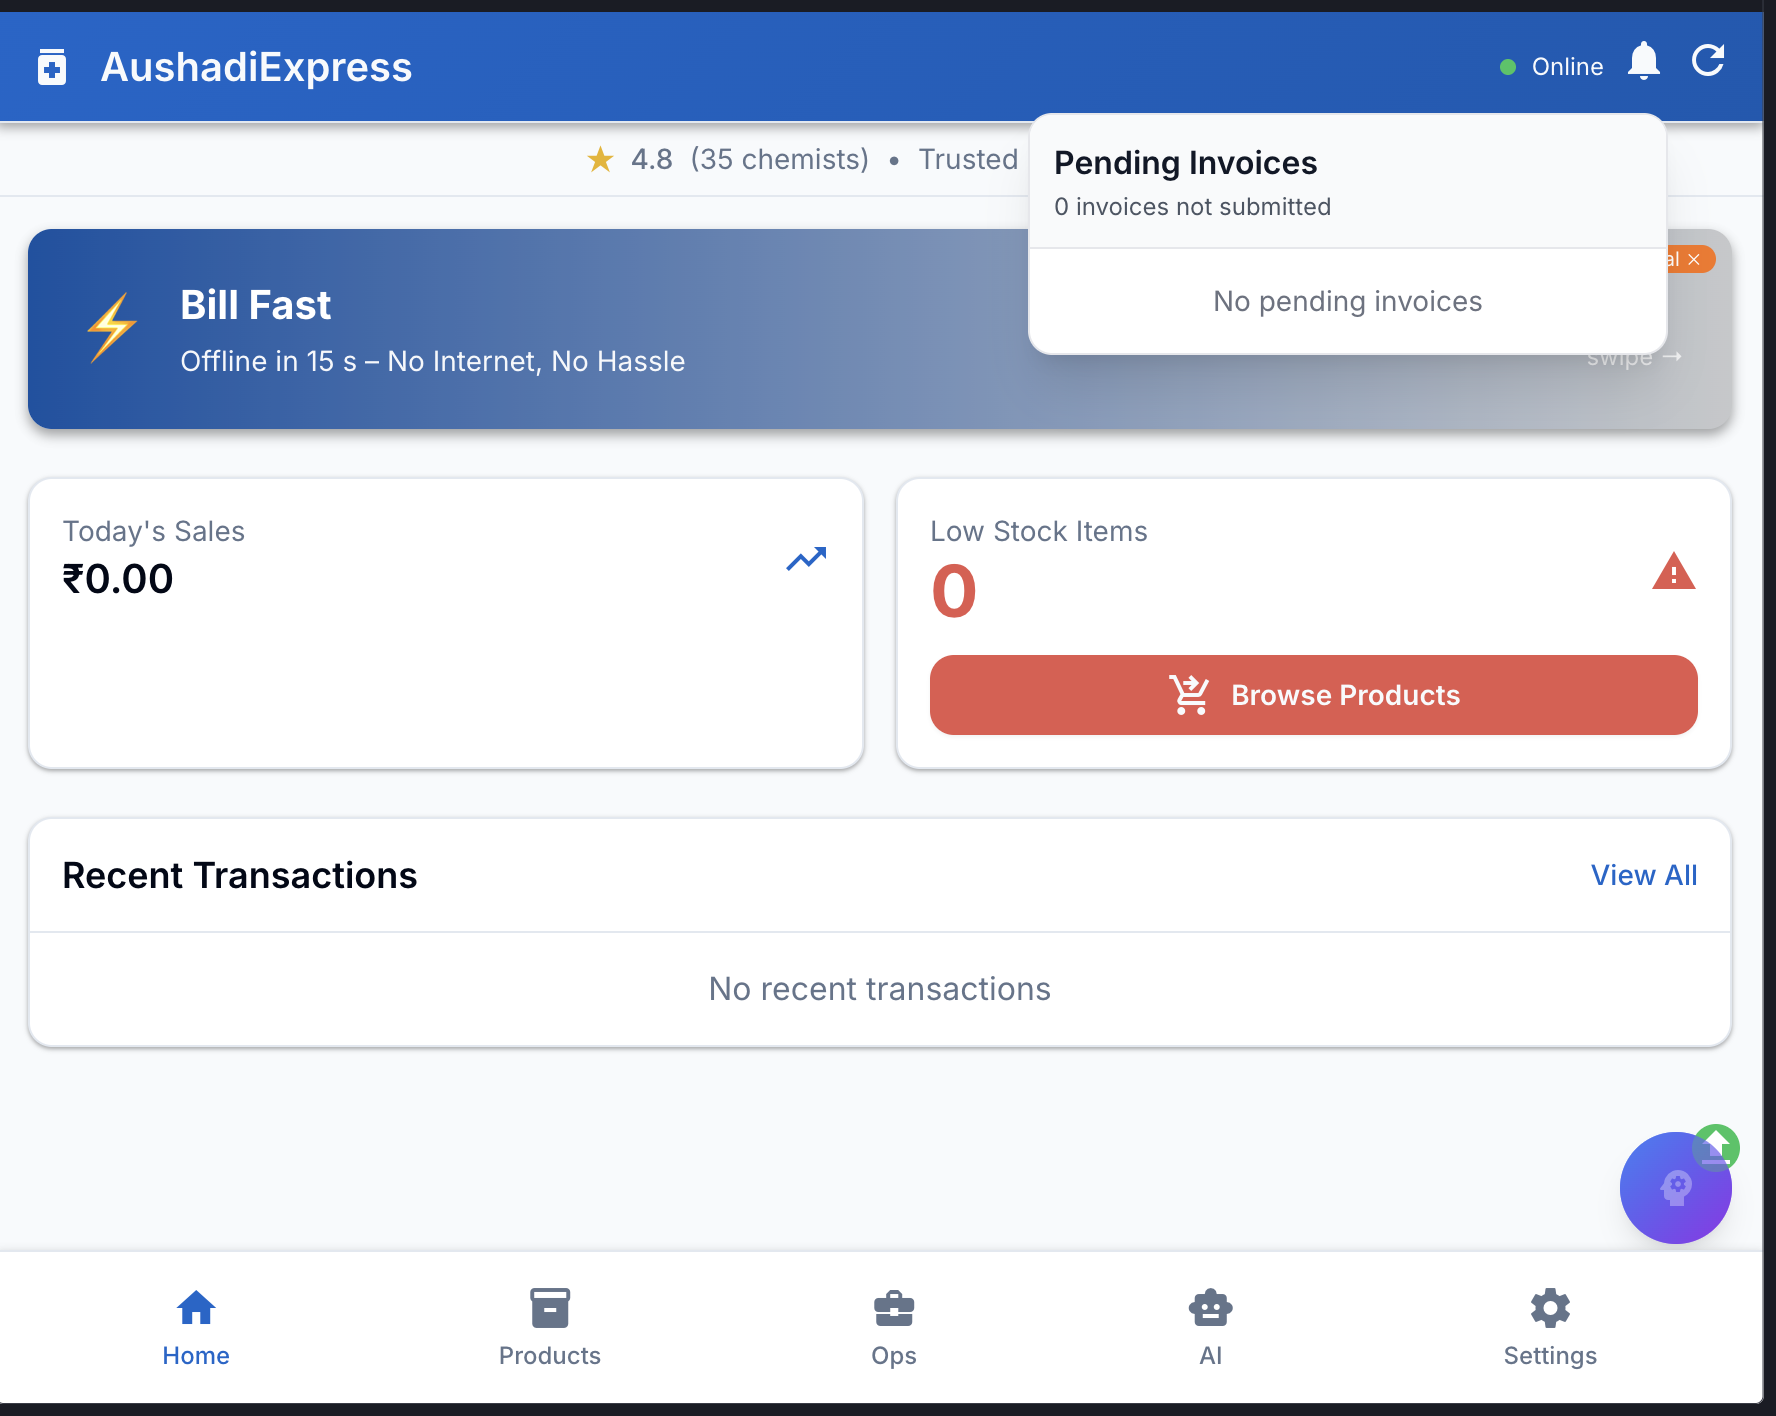 AushadiExpress
Online
★ 4.8 (35 chemists) • Trusted
Pending Invoices
0 invoices not submitted
No pending invoices
al ×
Bill Fast
Offline in 15 s – No Internet, No Hassle
swipe →
Today's Sales
₹0.00
Low Stock Items
0
Browse Products
Recent Transactions
View All
No recent transactions
Home
Products
Ops
AI
Settings